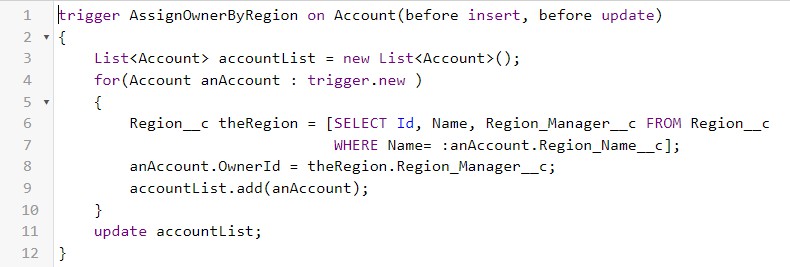 1 trigger AssignOwnerByRegion on Account(before insert, before update)
2 {
3 List<Account> accountList = new List<Account>();
4 for(Account anAccount : trigger.new )
5 {
6 Region__c theRegion = [SELECT Id, Name, Region_Manager__c FROM Region__c
7 WHERE Name= :anAccount.Region_Name__c];
8 anAccount.OwnerId = theRegion.Region_Manager__c;
9 accountList.add(anAccount);
10 }
11 update accountList;
12 }